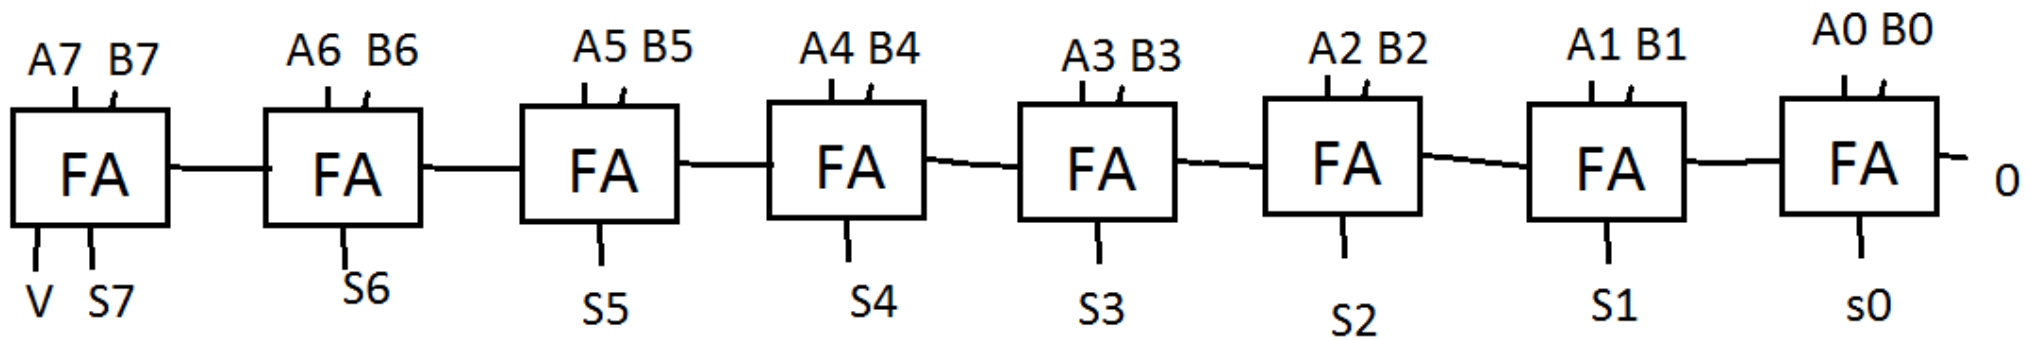 A7 B7 A6 B6 A5 B5 A4 B4 A3 B3 A2 B2 A1 B1 A0 B0
FA FA FA FA FA FA FA FA 0
V S7 S6 S5 S4 S3 S2 S1 s0